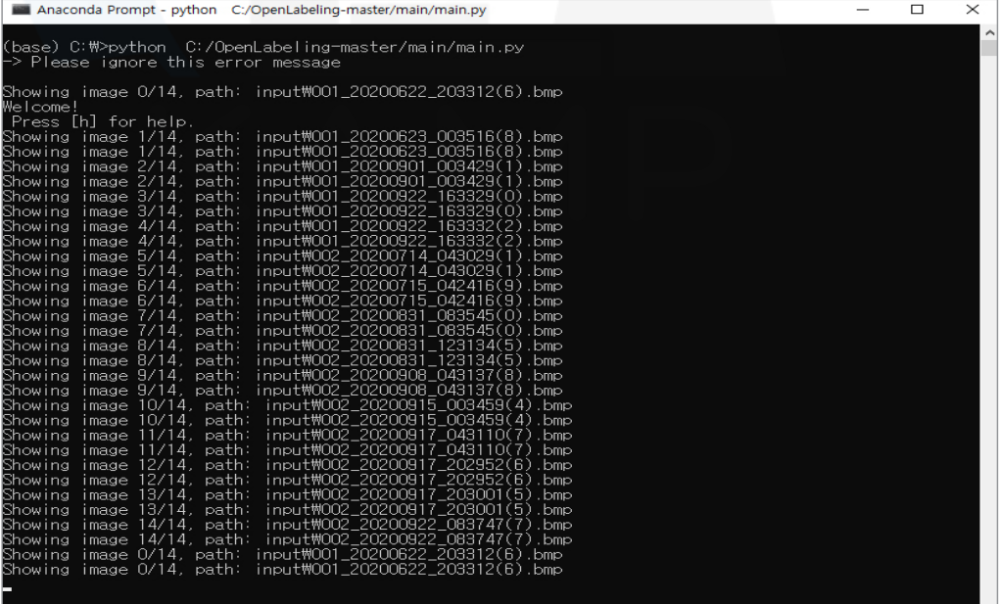 Anaconda Prompt - python C:/OpenLabeling-master/main/main.py
(base) C:₩>python C:/OpenLabeling-master/main/main.py
-> Please ignore this error message
Showing image 0/14, path: input₩001_20200622_203312(6).bmp
Welcome!
Press [h] for help.
Showing image 1/14, path: input₩001_20200623_003516(8).bmp
Showing image 1/14, path: input₩001_20200623_003516(8).bmp
Showing image 2/14, path: input₩001_20200901_003429(1).bmp
Showing image 2/14, path: input₩001_20200901_003429(1).bmp
Showing image 3/14, path: input₩001_20200922_163329(0).bmp
Showing image 3/14, path: input₩001_20200922_163329(0).bmp
Showing image 4/14, path: input₩001_20200922_163332(2).bmp
Showing image 4/14, path: input₩001_20200922_163332(2).bmp
Showing image 5/14, path: input₩002_20200714_043029(1).bmp
Showing image 5/14, path: input₩002_20200714_043029(1).bmp
Showing image 6/14, path: input₩002_20200715_042416(9).bmp
Showing image 6/14, path: input₩002_20200715_042416(9).bmp
Showing image 7/14, path: input₩002_20200831_083545(0).bmp
Showing image 7/14, path: input₩002_20200831_083545(0).bmp
Showing image 8/14, path: input₩002_20200831_123134(5).bmp
Showing image 8/14, path: input₩002_20200831_123134(5).bmp
Showing image 9/14, path: input₩002_20200908_043137(8).bmp
Showing image 9/14, path: input₩002_20200908_043137(8).bmp
Showing image 10/14, path: input₩002_20200915_003459(4).bmp
Showing image 10/14, path: input₩002_20200915_003459(4).bmp
Showing image 11/14, path: input₩002_20200917_043110(7).bmp
Showing image 11/14, path: input₩002_20200917_043110(7).bmp
Showing image 12/14, path: input₩002_20200917_202952(6).bmp
Showing image 12/14, path: input₩002_20200917_202952(6).bmp
Showing image 13/14, path: input₩002_20200917_203001(5).bmp
Showing image 13/14, path: input₩002_20200917_203001(5).bmp
Showing image 14/14, path: input₩002_20200922_083747(7).bmp
Showing image 14/14, path: input₩002_20200922_083747(7).bmp
Showing image 0/14, path: input₩001_20200622_203312(6).bmp
Showing image 0/14, path: input₩001_20200622_203312(6).bmp